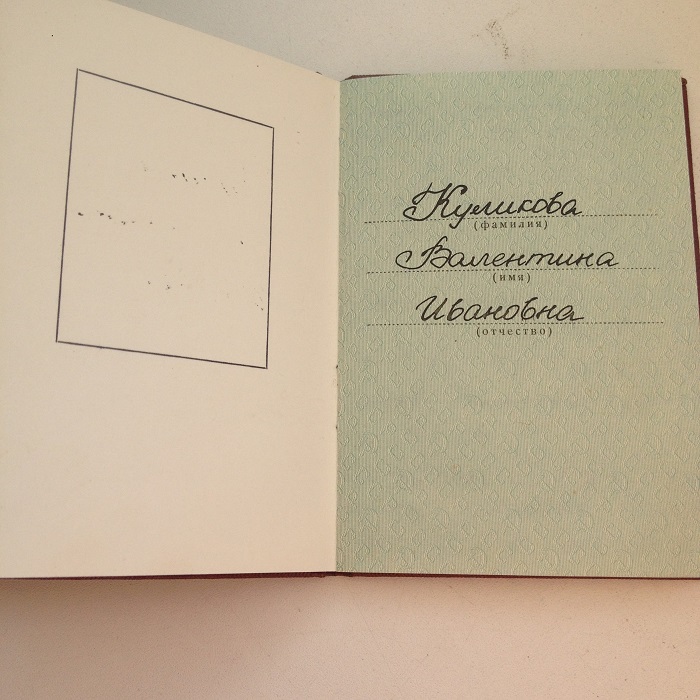 Куликова
(фамилия)
Валентина
(имя)
Ивановна
(отчество)